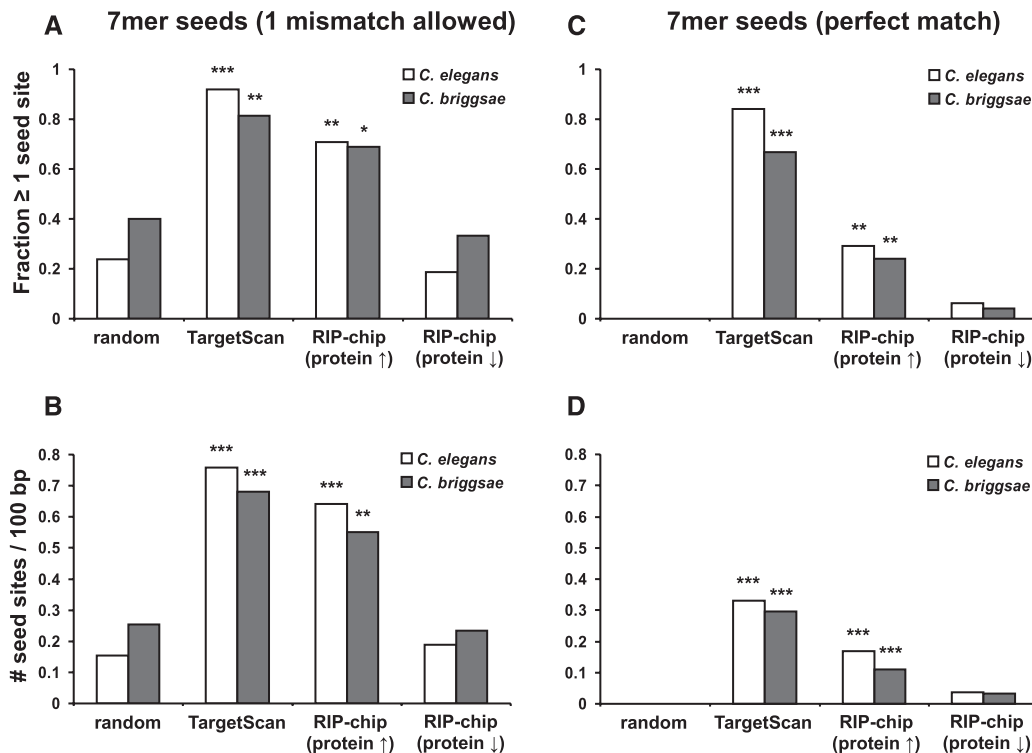 A 7mer seeds (1 mismatch allowed)
Fraction ≥ 1 seed site
1
0.8
0.6
0.4
0.2
0
C. elegans
C. briggsae
***
**
**
*
random
TargetScan
RIP-chip
(protein ↑)
RIP-chip
(protein ↓)
C 7mer seeds (perfect match)
1
0.8
0.6
0.4
0.2
0
C. elegans
C. briggsae
***
***
**
**
random
TargetScan
RIP-chip
(protein ↑)
RIP-chip
(protein ↓)
B
# seed sites / 100 bp
0.8
0.7
0.6
0.5
0.4
0.3
0.2
0.1
0
C. elegans
C. briggsae
***
***
***
**
random
TargetScan
RIP-chip
(protein ↑)
RIP-chip
(protein ↓)
D
0.8
0.7
0.6
0.5
0.4
0.3
0.2
0.1
0
C. elegans
C. briggsae
***
***
***
***
random
TargetScan
RIP-chip
(protein ↑)
RIP-chip
(protein ↓)